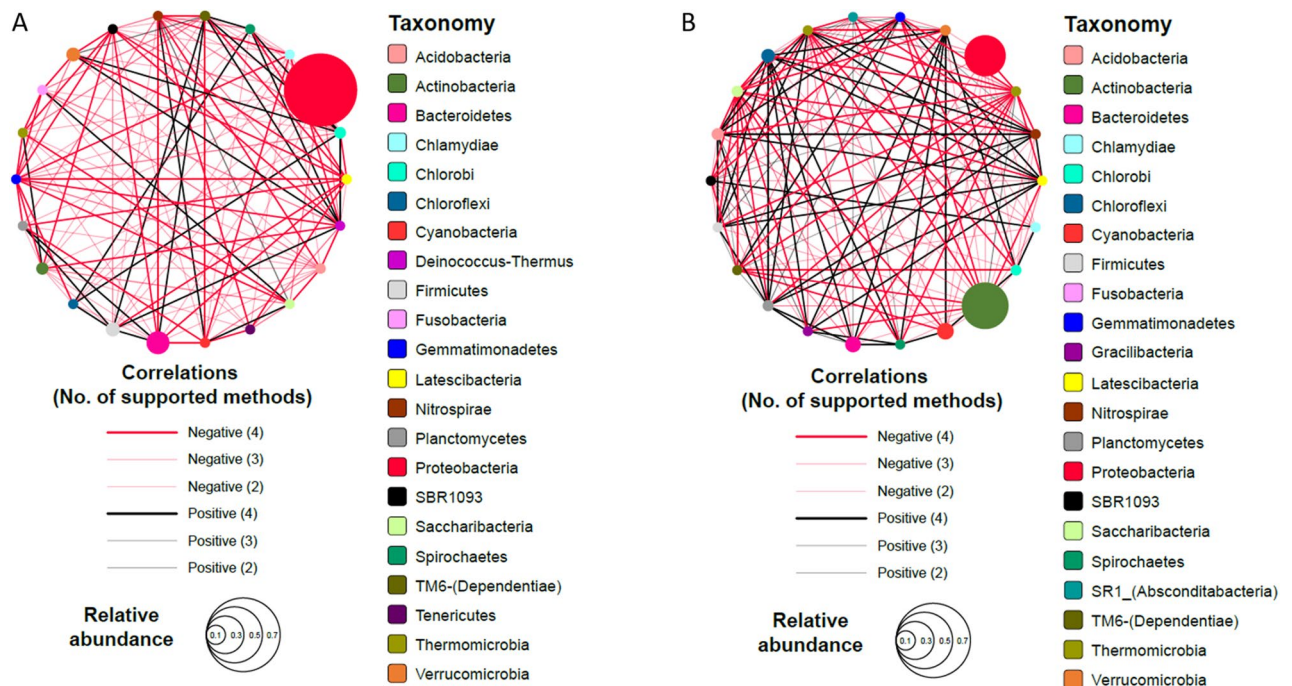 A
Taxonomy
Acidobacteria
Actinobacteria
Bacteroidetes
Chlamydiae
Chlorobi
Chloroflexi
Cyanobacteria
Deinococcus-Thermus
Firmicutes
Fusobacteria
Gemmatimonadetes
Latescibacteria
Nitrospirae
Planctomycetes
Proteobacteria
SBR1093
Saccharibacteria
Spirochaetes
TM6-(Dependentiae)
Tenericutes
Thermomicrobia
Verrucomicrobia
Correlations
(No. of supported methods)
Negative (4)
Negative (3)
Negative (2)
Positive (4)
Positive (3)
Positive (2)
Relative
abundance
0.1 0.3 0.5 0.7
B
Taxonomy
Acidobacteria
Actinobacteria
Bacteroidetes
Chlamydiae
Chlorobi
Chloroflexi
Cyanobacteria
Firmicutes
Fusobacteria
Gemmatimonadetes
Gracilibacteria
Latescibacteria
Nitrospirae
Planctomycetes
Proteobacteria
SBR1093
Saccharibacteria
Spirochaetes
SR1_(Absconditabacteria)
TM6-(Dependentiae)
Thermomicrobia
Verrucomicrobia
Correlations
(No. of supported methods)
Negative (4)
Negative (3)
Negative (2)
Positive (4)
Positive (3)
Positive (2)
Relative
abundance
0.1 0.3 0.5 0.7